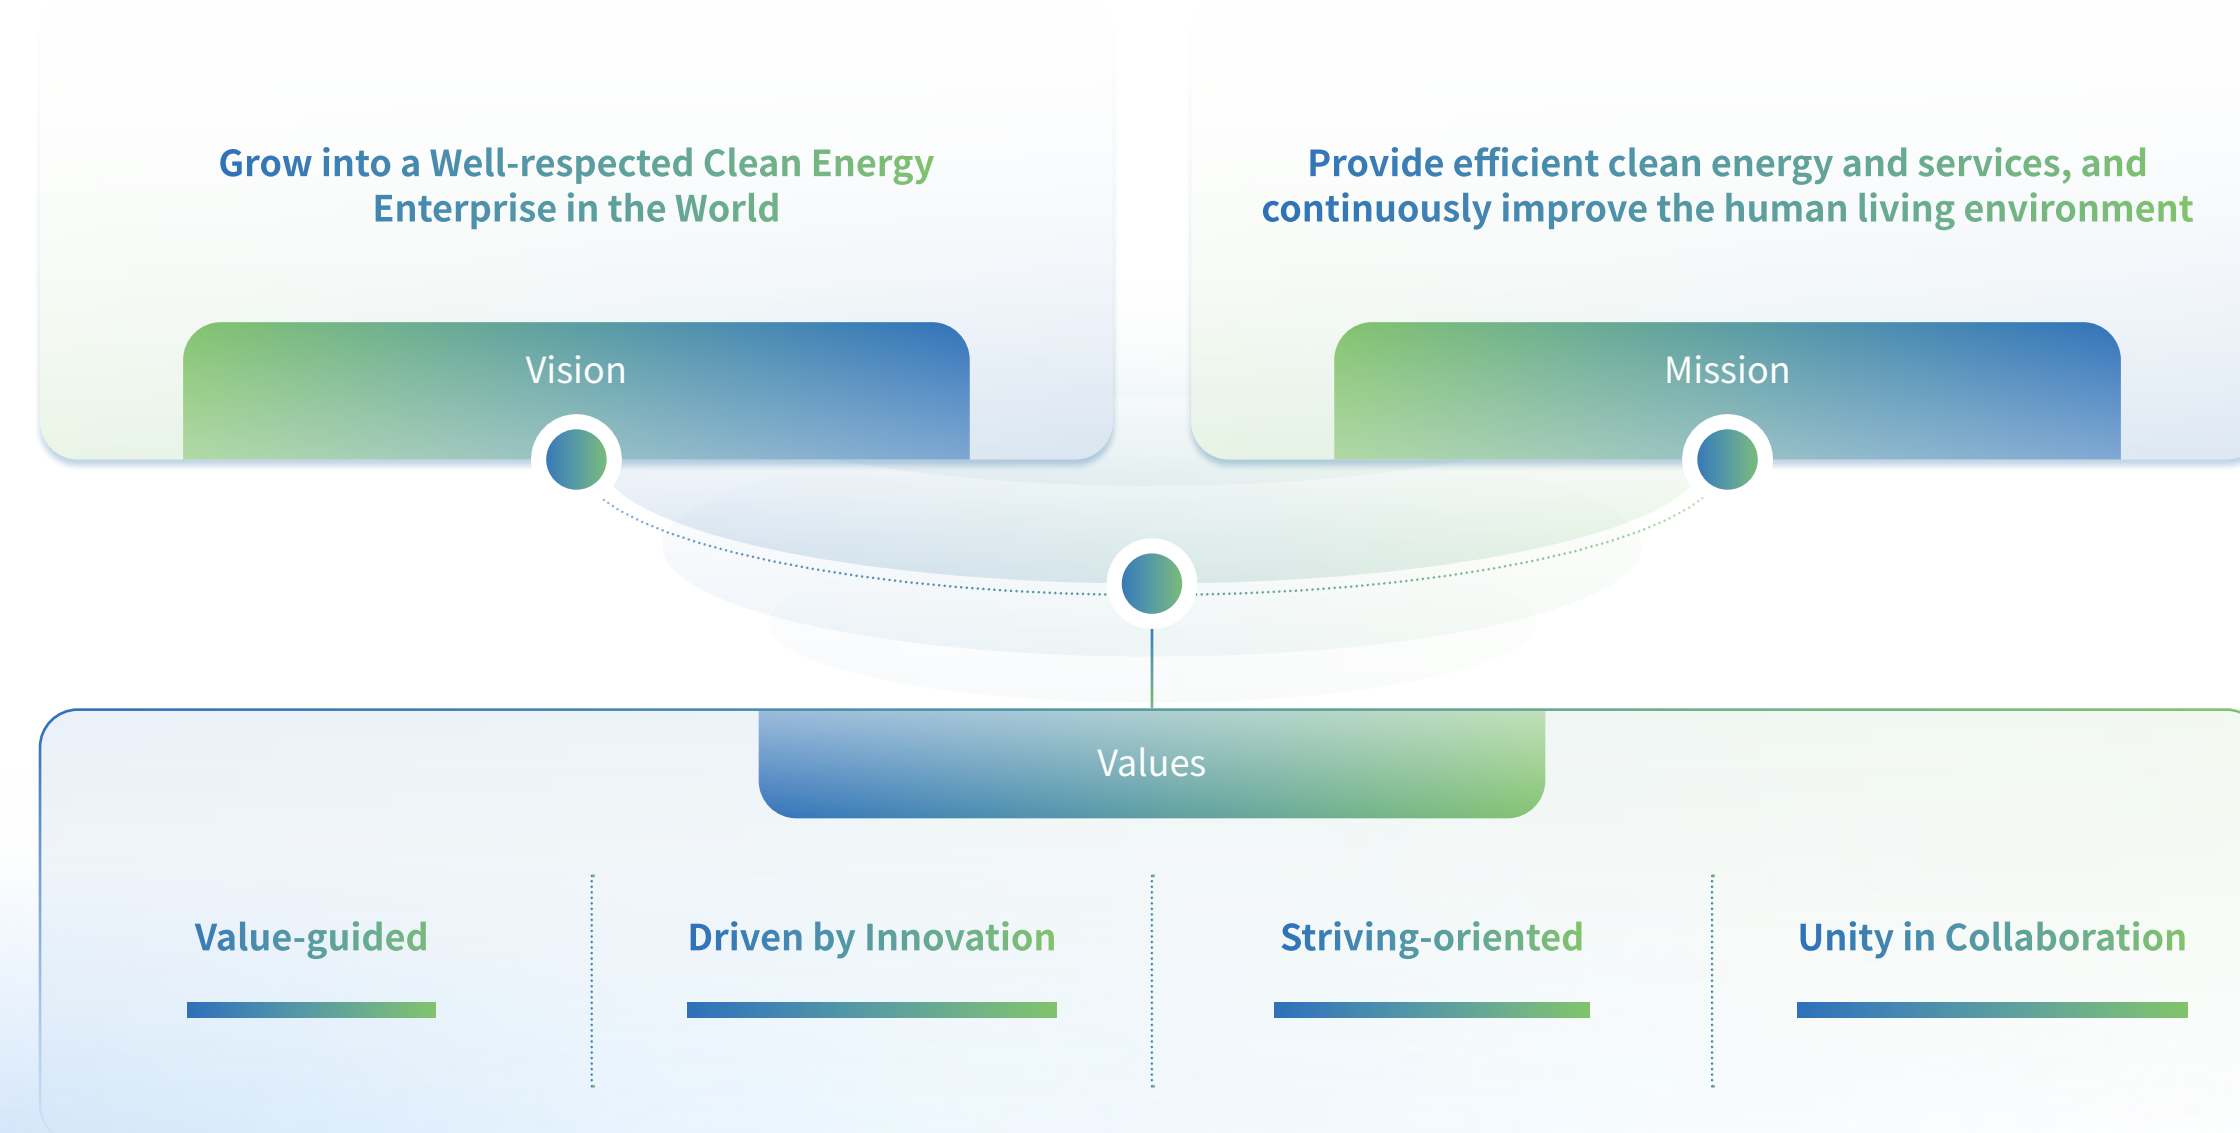 Grow into a Well-respected Clean Energy
Enterprise in the World
Vision
Provide efficient clean energy and services, and
continuously improve the human living environment
Mission
Values
Value-guided
Driven by Innovation
Striving-oriented
Unity in Collaboration